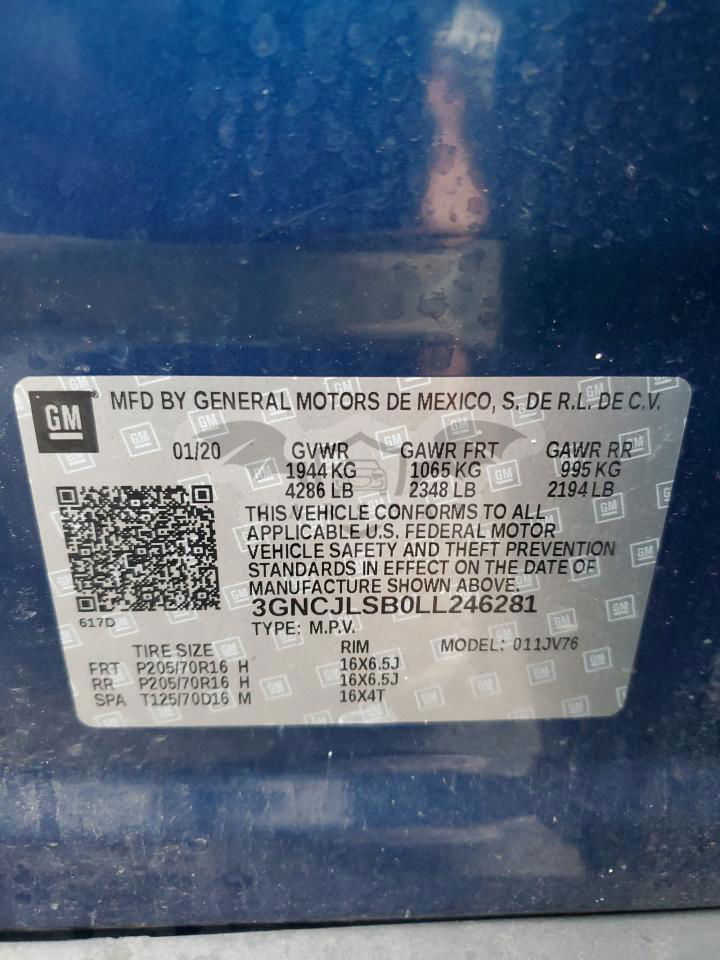 GM MFD BY GENERAL MOTORS DE MEXICO, S. DE R.L. DE C.V.
01/20 GVWR GAWR FRT GAWR RR
1944 KG 1065 KG 995 KG
4286 LB 2348 LB 2194 LB
THIS VEHICLE CONFORMS TO ALL
APPLICABLE U.S. FEDERAL MOTOR
VEHICLE SAFETY AND THEFT PREVENTION
STANDARDS IN EFFECT ON THE DATE OF
MANUFACTURE SHOWN ABOVE.
3GNCJLSB0LL246281
617D
TYPE: M.P.V. MODEL: 011JV76
TIRE SIZE RIM
FRT P205/70R16 H 16X6.5J
RR P205/70R16 H 16X6.5J
SPA T125/70D16 M 16X4T